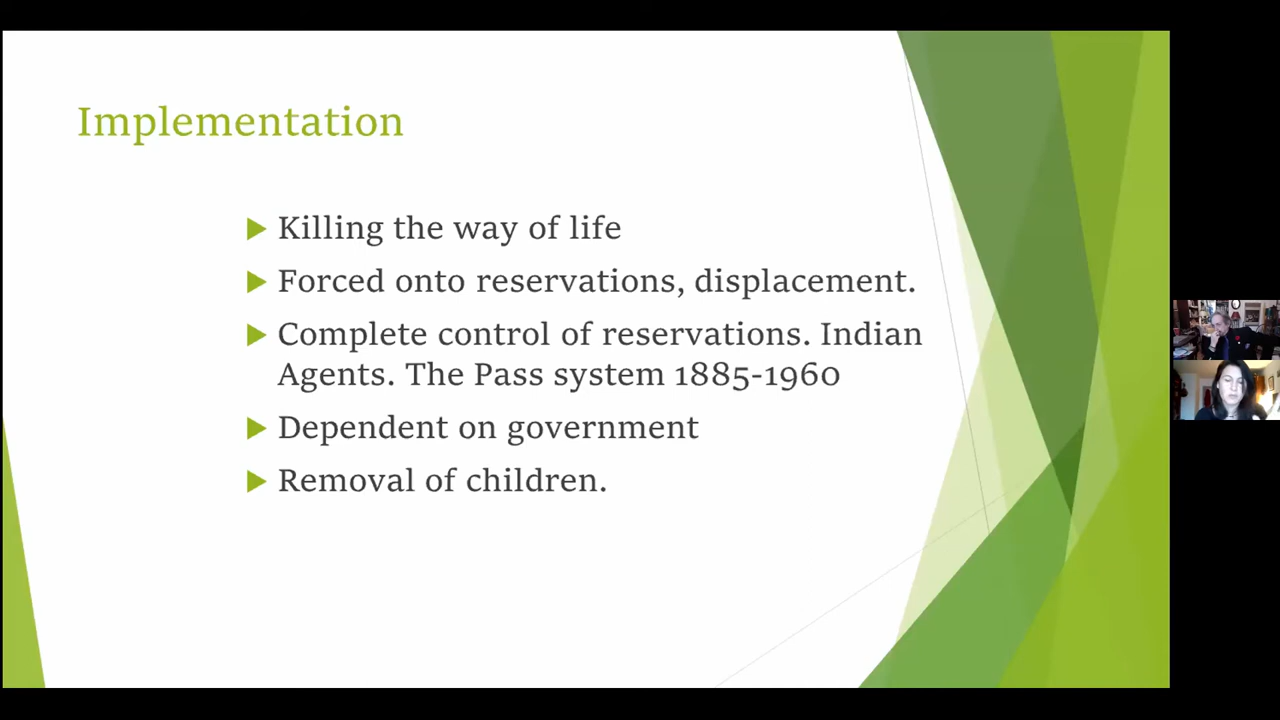 Implementation
Killing the way of life
Forced onto reservations, displacement.
Complete control of reservations. Indian
Agents. The Pass system 1885-1960
Dependent on government
Removal of children.